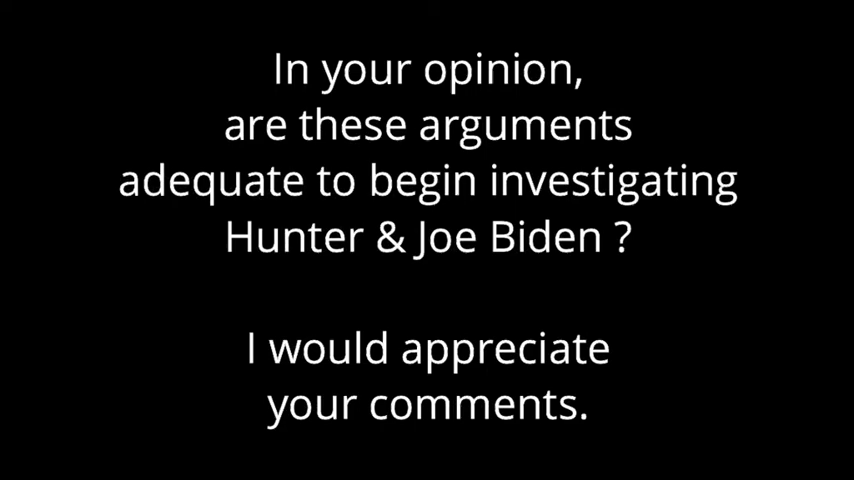 In your opinion,
are these arguments
adequate to begin investigating
Hunter & Joe Biden ?
I would appreciate
your comments.